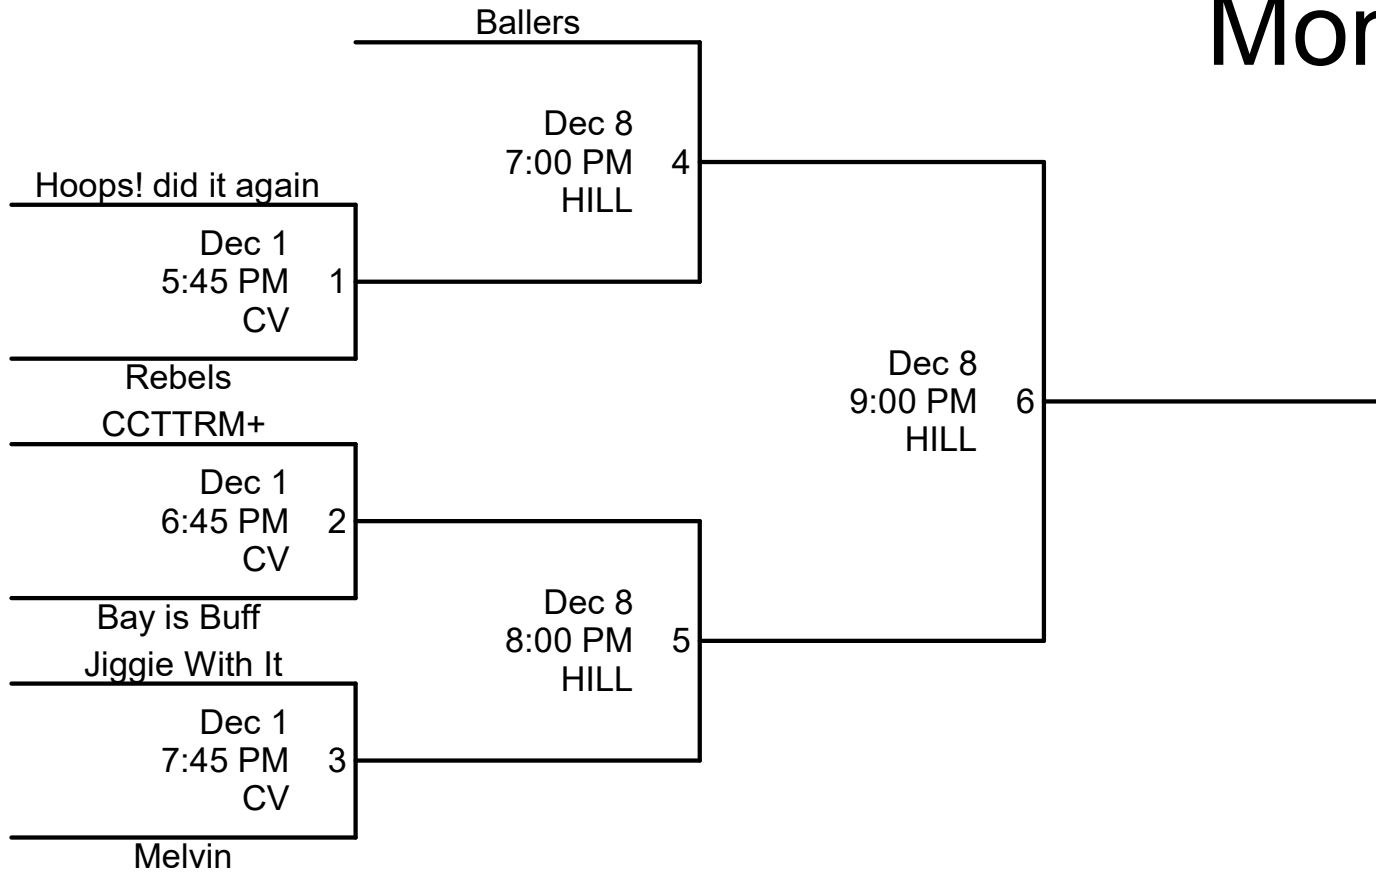 Ballers
Mor
Dec 8
7:00 PM 4
HILL
Hoops! did it again
Dec 1
5:45 PM 1
CV
Rebels
Dec 8
9:00 PM 6
HILL
CCTTRM+
Dec 1
6:45 PM 2
CV
Bay is Buff
Dec 8
8:00 PM 5
HILL
Jiggie With It
Dec 1
7:45 PM 3
CV
Melvin